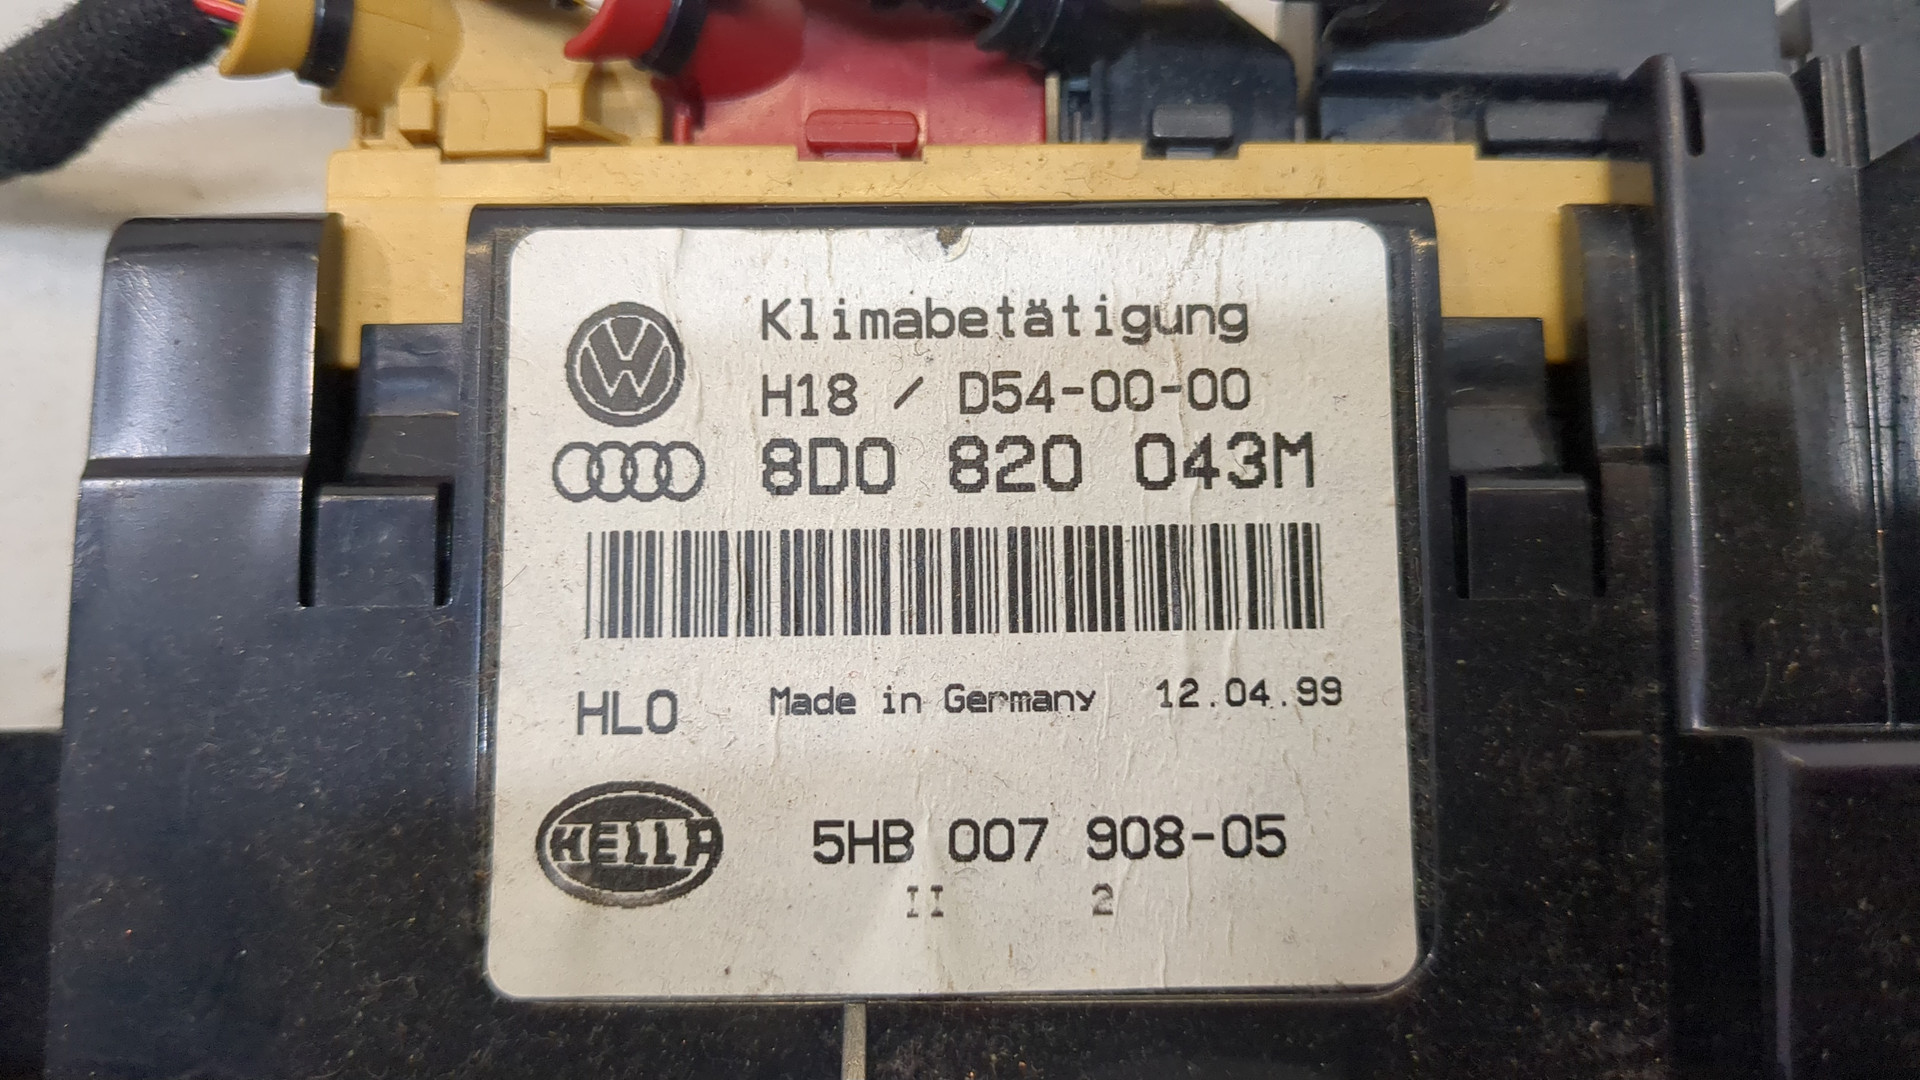 Klimabetätigung
H18 / D54-00-00
8D0 820 043M
HLO Made in Germany 12.04.99
HELLA 5HB 007 908-05
II 2